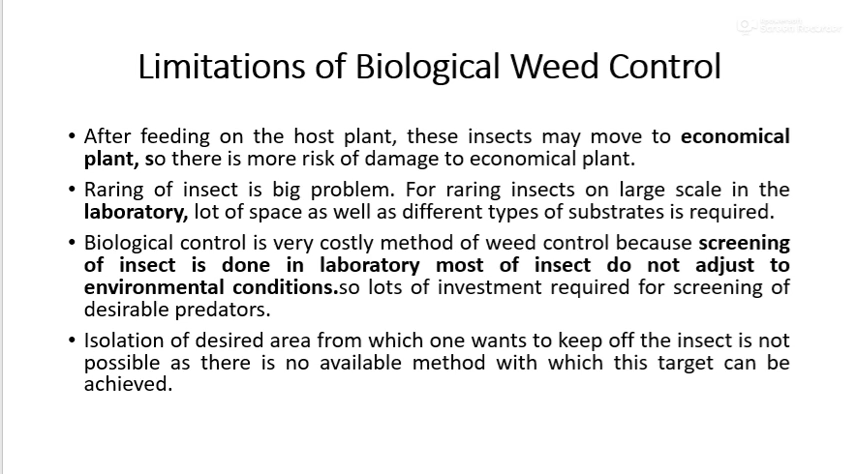 Limitations of Biological Weed Control
• After feeding on the host plant, these insects may move to economical
plant, so there is more risk of damage to economical plant.
• Raring of insect is big problem. For raring insects on large scale in the
laboratory, lot of space as well as different types of substrates is required.
• Biological control is very costly method of weed control because screening
of insect is done in laboratory most of insect do not adjust to
environmental conditions.so lots of investment required for screening of
desirable predators.
• Isolation of desired area from which one wants to keep off the insect is not
possible as there is no available method with which this target can be
achieved.